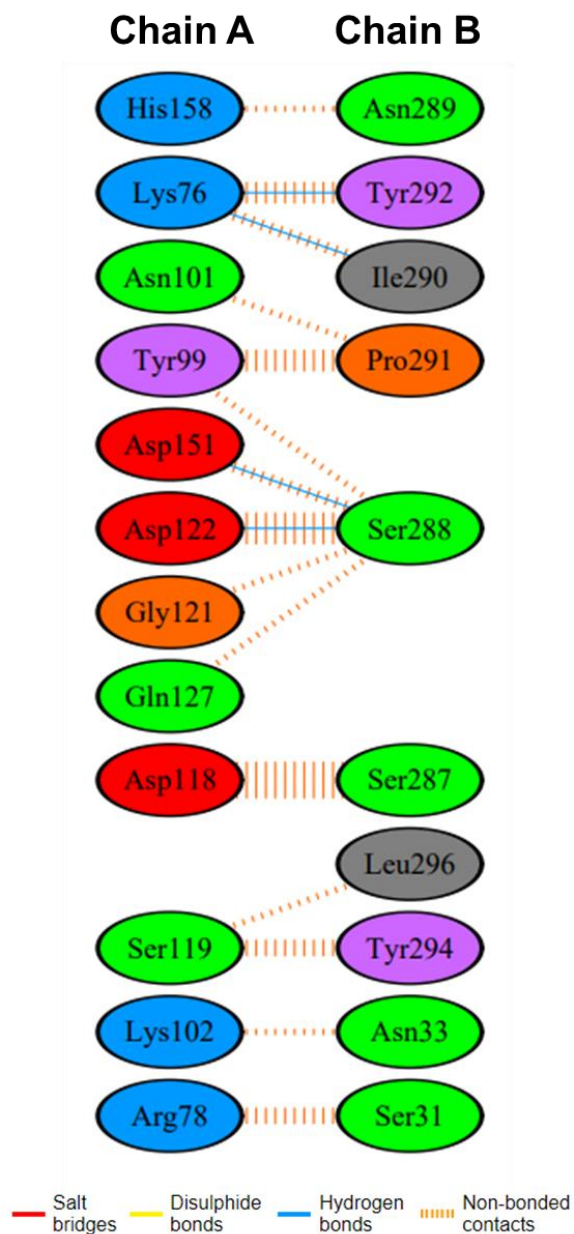 Chain A Chain B
His158 Asn289
Lys76 Tyr292
Asn101 Ile290
Tyr99 Pro291
Asp151
Asp122 Ser288
Gly121
Gln127
Asp118 Ser287
Leu296
Ser119 Tyr294
Lys102 Asn33
Arg78 Ser31
Salt Disulphide Hydrogen Non-bonded
bridges bonds bonds contacts